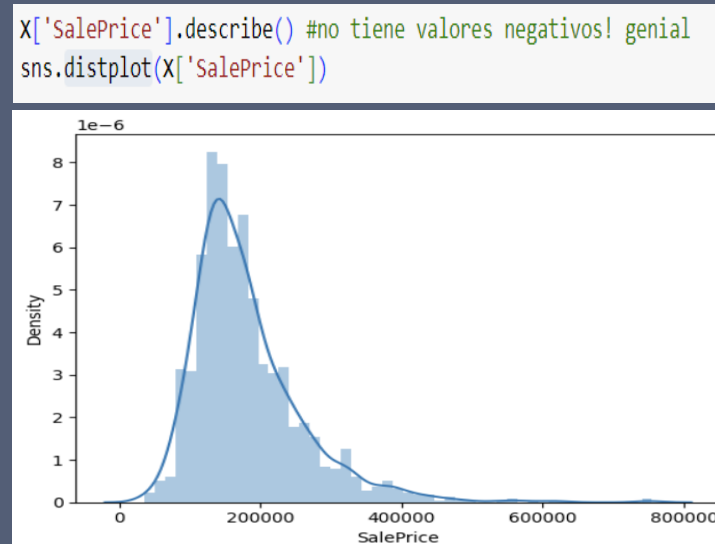 X['SalePrice'].describe() #no tiene valores negativos! genial
sns.distplot(X['SalePrice'])
1e−6
8
7
6
5
4
3
2
1
0
Density
0 200000 400000 600000 800000
SalePrice